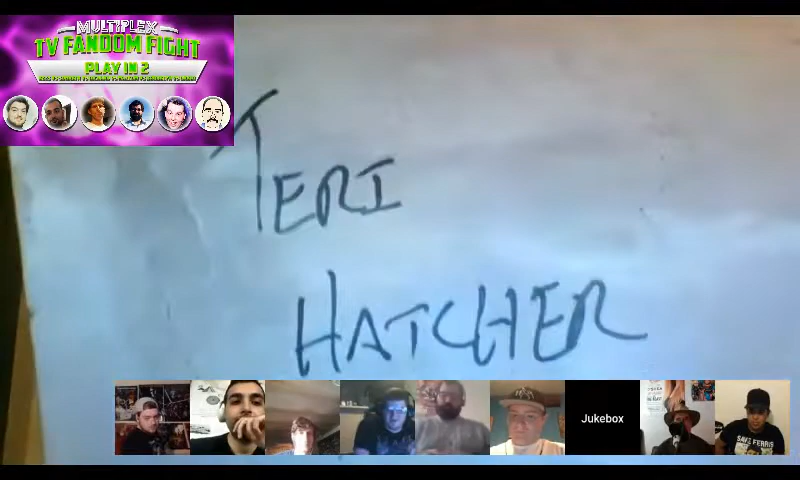 MULTIPLEX
TV FANDOM FIGHT
PLAY IN 2
TERI
HATCHER
Jukebox
SAVE FERRIS